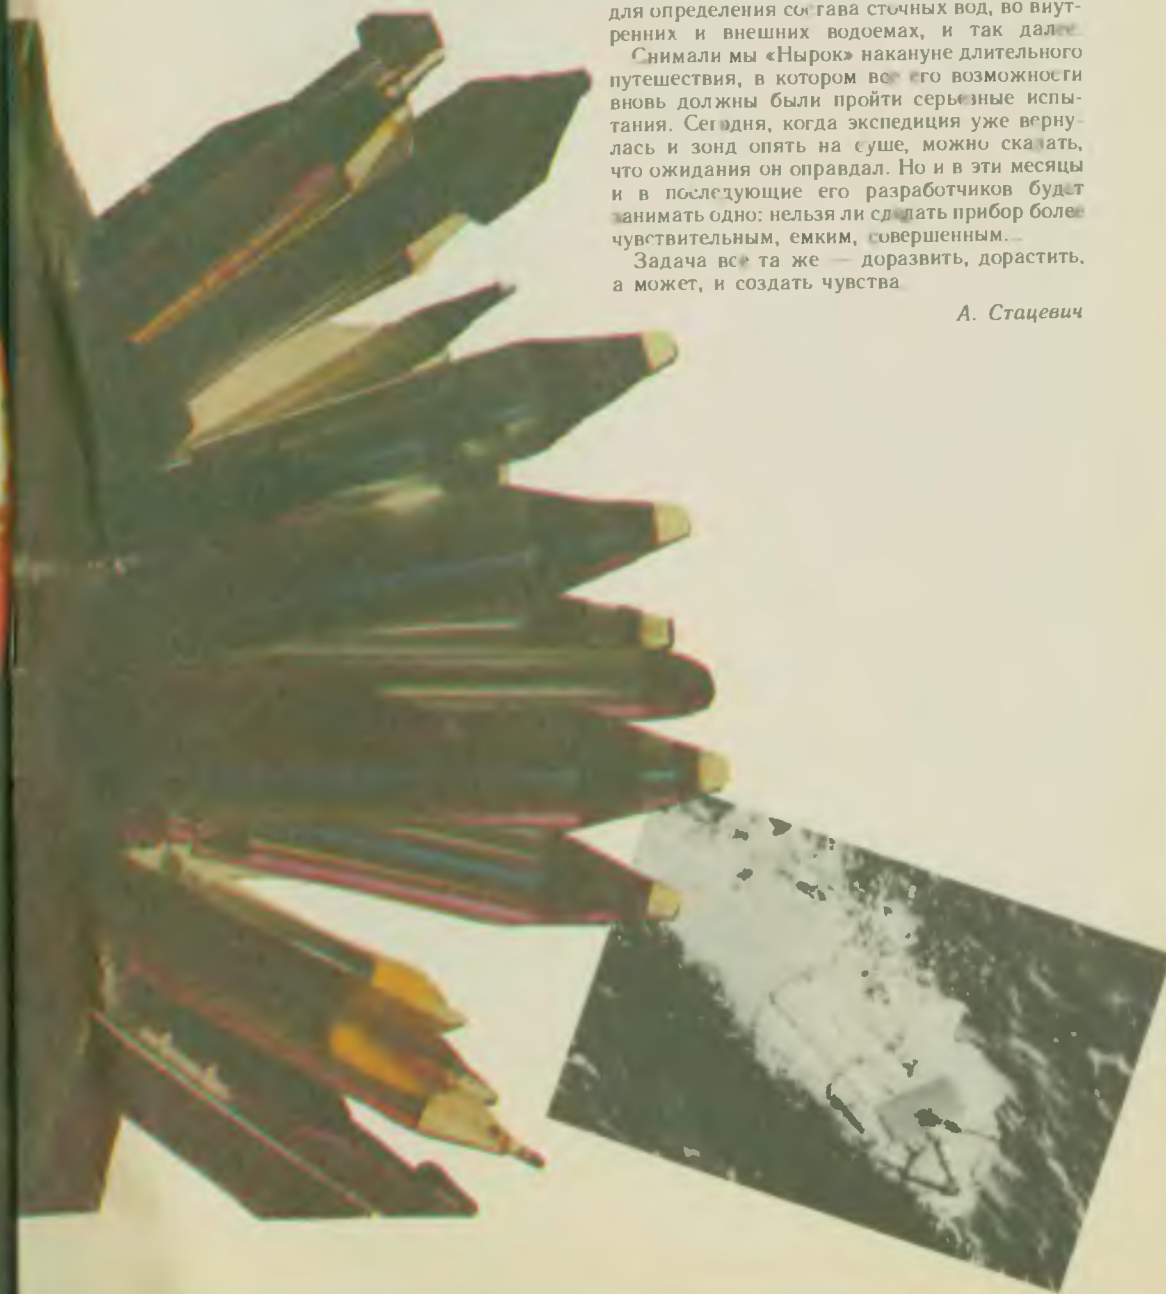 для определения состава сточных вод, во внут-
ренних и внешних водоемах, и так далее.
Снимали мы «Нырок» накануне длительного
путешествия, в котором все его возможности
вновь должны были пройти серьезные испы-
тания. Сегодня, когда экспедиция уже верну-
лась и зонд опять на суше, можно сказать,
что ожидания он оправдал. Но и в эти месяцы
и в последующие его разработчиков будет
занимать одно: нельзя ли сделать прибор более
чувствительным, емким, совершенным...
Задача все та же — доразвить, дорастить,
а может, и создать чувства
А. Стацевич